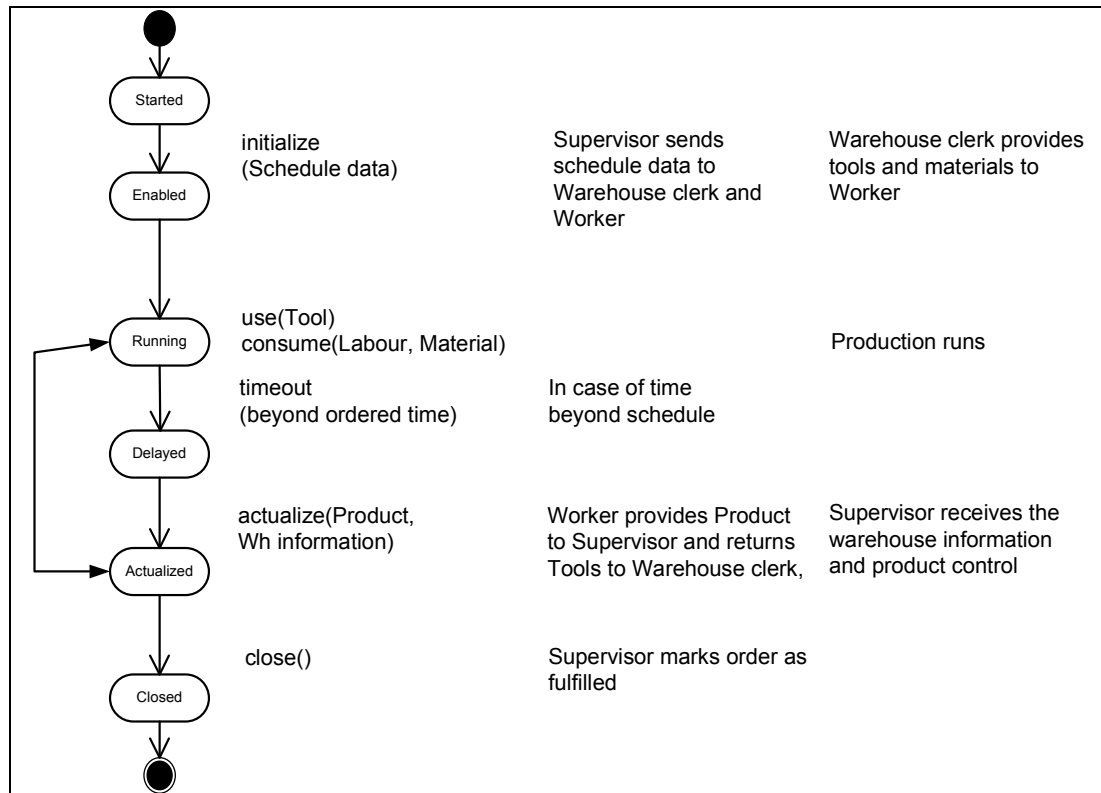 Started
initialize
(Schedule data)
Supervisor sends
schedule data to
Warehouse clerk and
Worker
Warehouse clerk provides
tools and materials to
Worker
Enabled
Running
use(Tool)
consume(Labour, Material)
Production runs
timeout
(beyond ordered time)
In case of time
beyond schedule
Delayed
actualize(Product,
Wh information)
Worker provides Product
to Supervisor and returns
Tools to Warehouse clerk,
Supervisor receives the
warehouse information
and product control
Actualized
close()
Supervisor marks order as
fulfilled
Closed